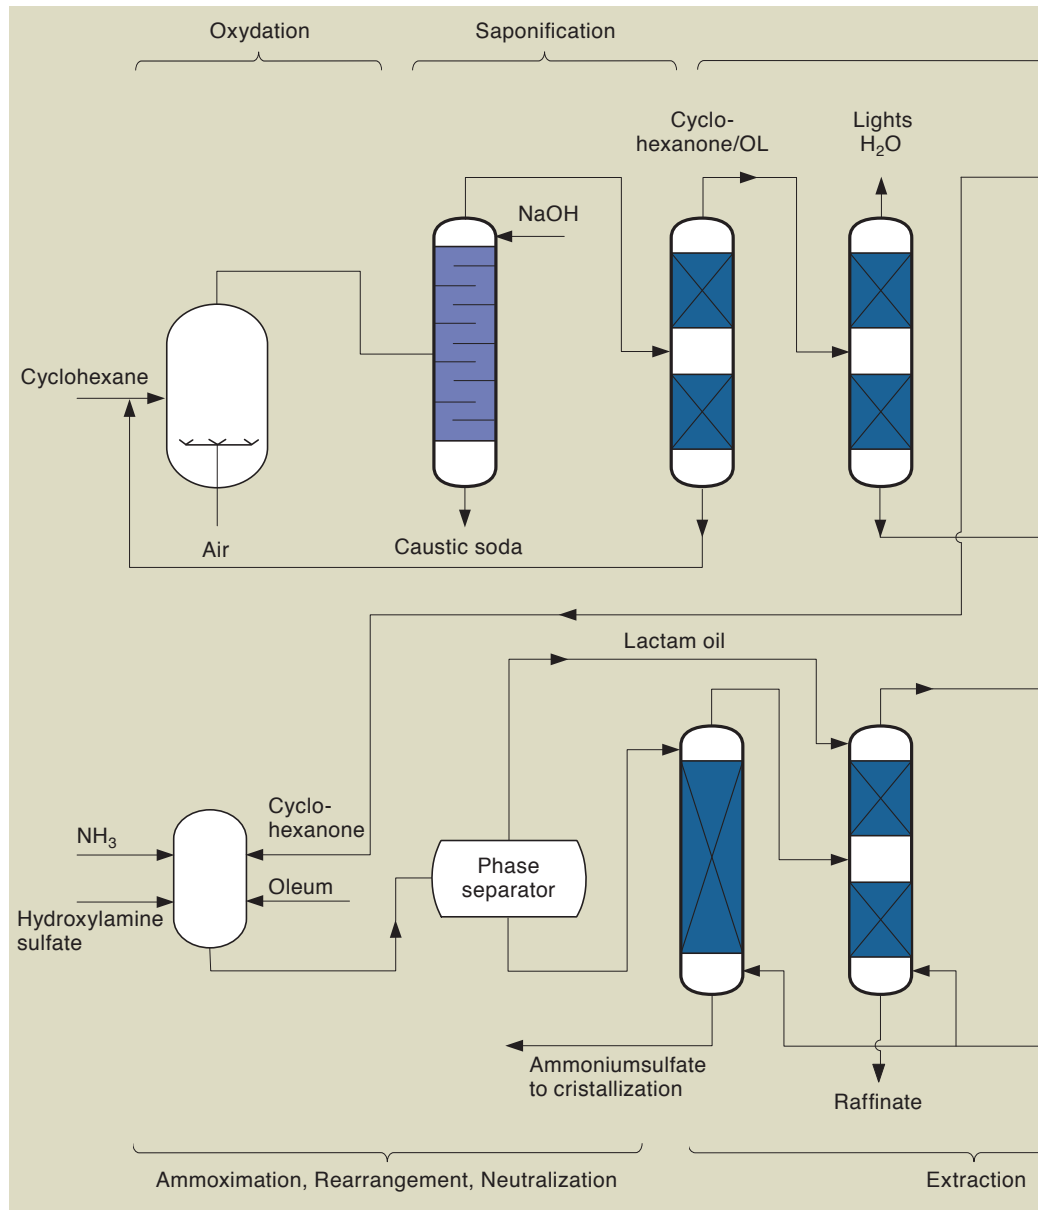 Oxydation
Saponification
Cyclo-
hexanone/OL
Lights
H₂O
NaOH
Cyclohexane
Air
Caustic soda
Lactam oil
Cyclo-
hexanone
NH₃
Oleum
Hydroxylamine
sulfate
Phase
separator
Ammoniumsulfate
to cristallization
Raffinate
Ammoximation, Rearrangement, Neutralization
Extraction